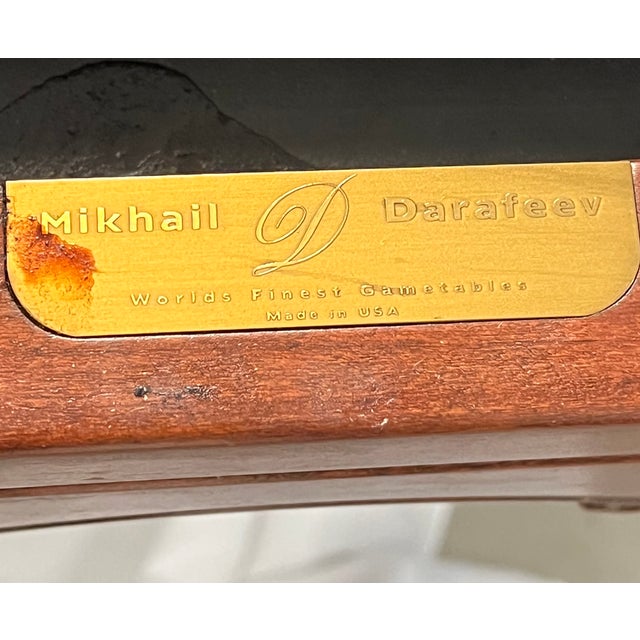 Mikhail D Darafeev
Worlds Finest Gametables
Made in USA